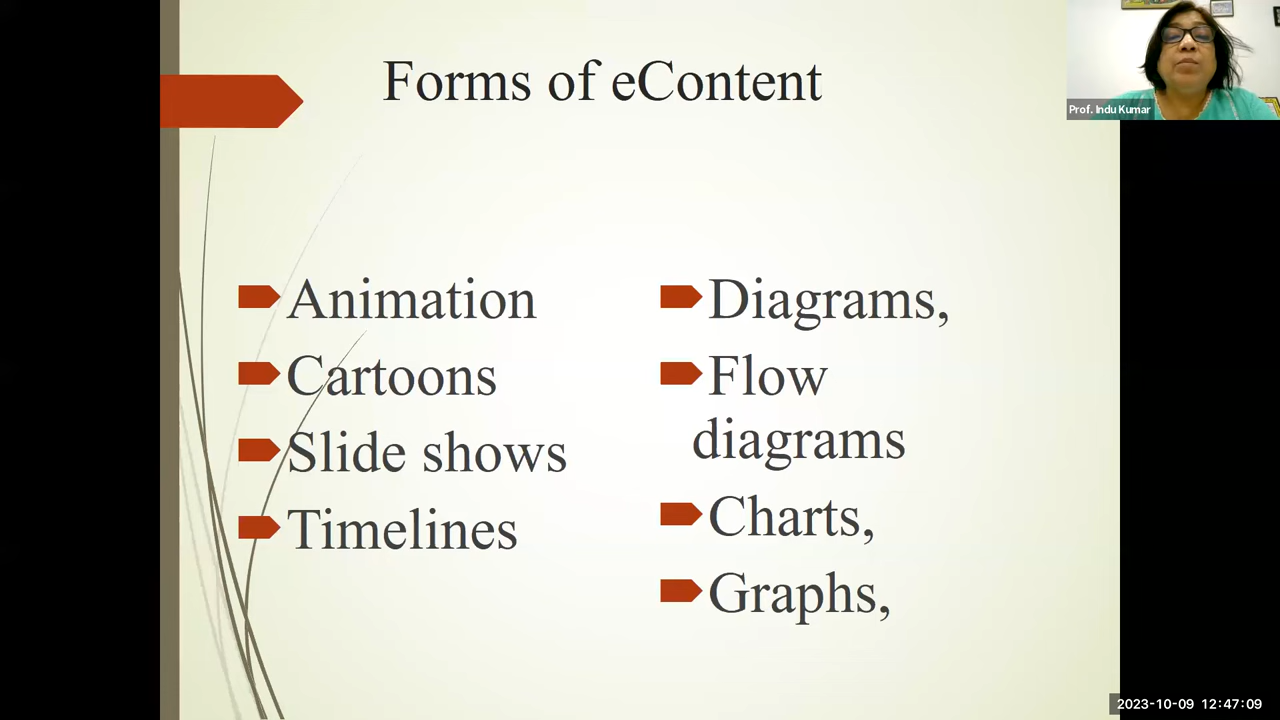 Forms of eContent
Prof. Indu Kumar
Animation
Cartoons
Slide shows
Timelines
Diagrams,
Flow
diagrams
Charts,
Graphs,
2023-10-09 12:47:09